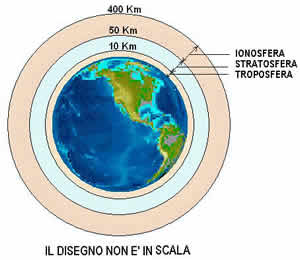 400 Km
50 Km
10 Km
IONOSFERA
STRATOSFERA
TROPOSFERA
IL DISEGNO NON E' IN SCALA